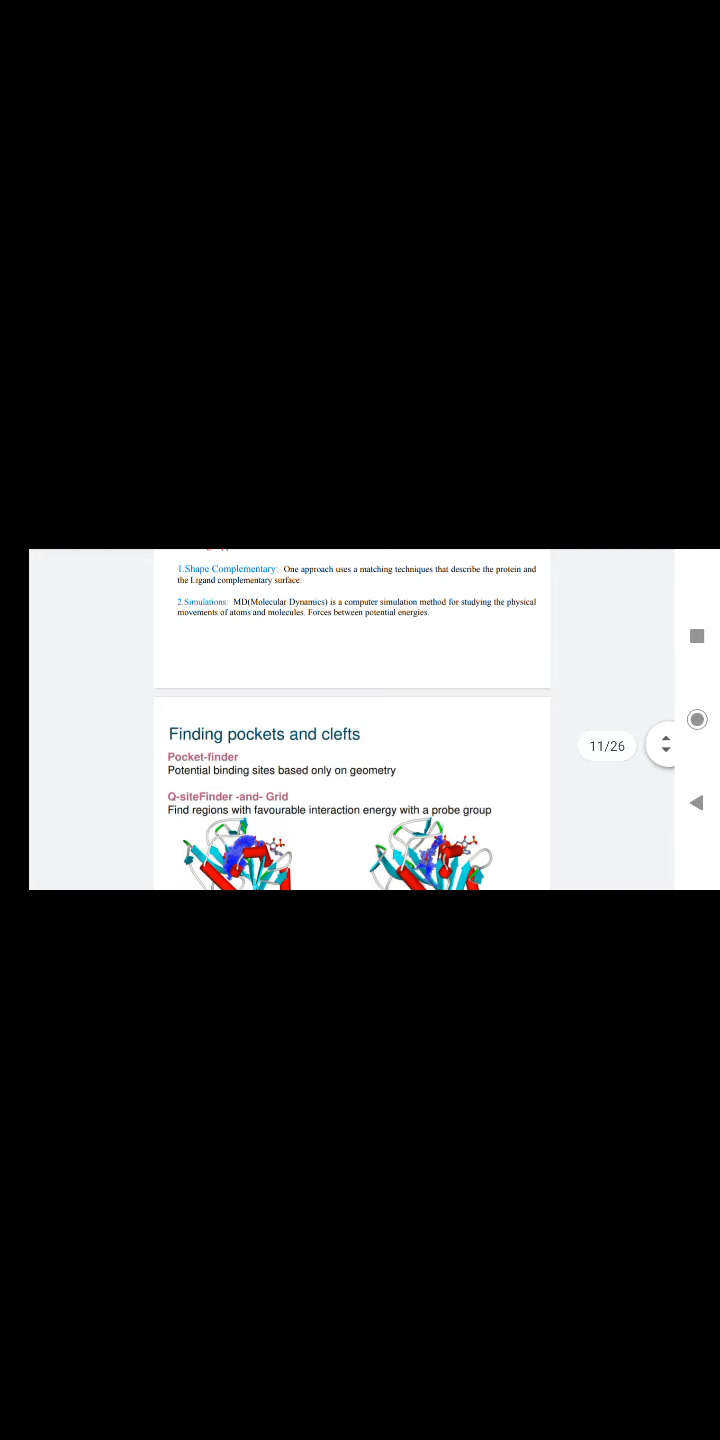 1.Shape Complementary: One approach uses a matching techniques that describe the protein and
the Ligand complementary surface.
2.Simulations: MD(Molecular Dynamics) is a computer simulation method for studying the physical
movements of atoms and molecules. Forces between potential energies.
Finding pockets and clefts
Pocket-finder
Potential binding sites based only on geometry
11/26
Q-siteFinder -and- Grid
Find regions with favourable interaction energy with a probe group